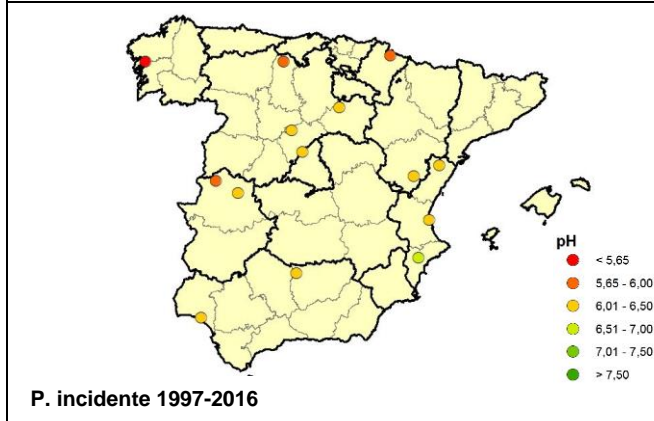 pH
< 5,65
5,65 - 6,00
6,01 - 6,50
6,51 - 7,00
7,01 - 7,50
> 7,50
P. incidente 1997-2016